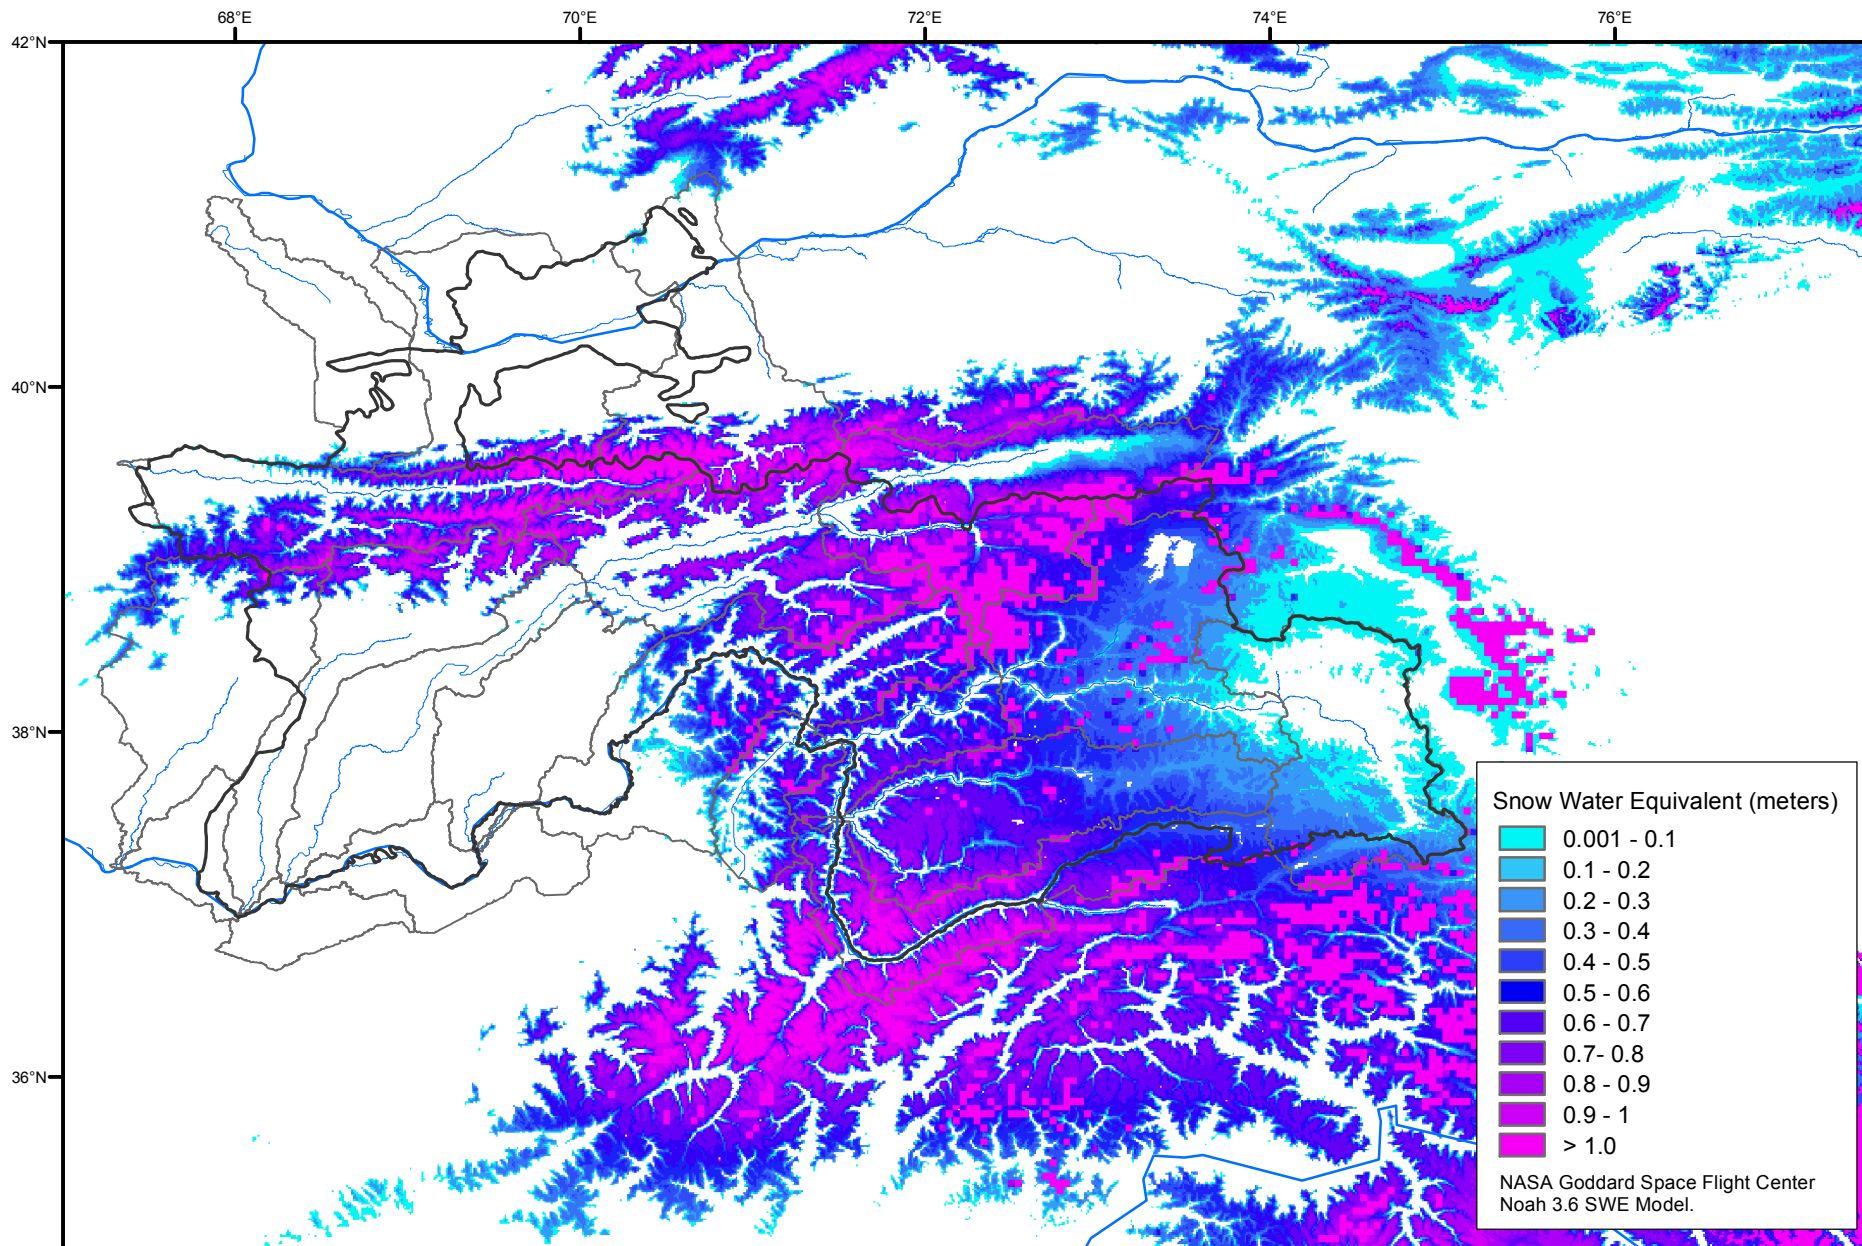 68°E 70°E 72°E 74°E 76°E
42°N
40°N
38°N
36°N
Snow Water Equivalent (meters)
0.001 - 0.1
0.1 - 0.2
0.2 - 0.3
0.3 - 0.4
0.4 - 0.5
0.5 - 0.6
0.6 - 0.7
0.7- 0.8
0.8 - 0.9
0.9 - 1
> 1.0
NASA Goddard Space Flight Center
Noah 3.6 SWE Model.